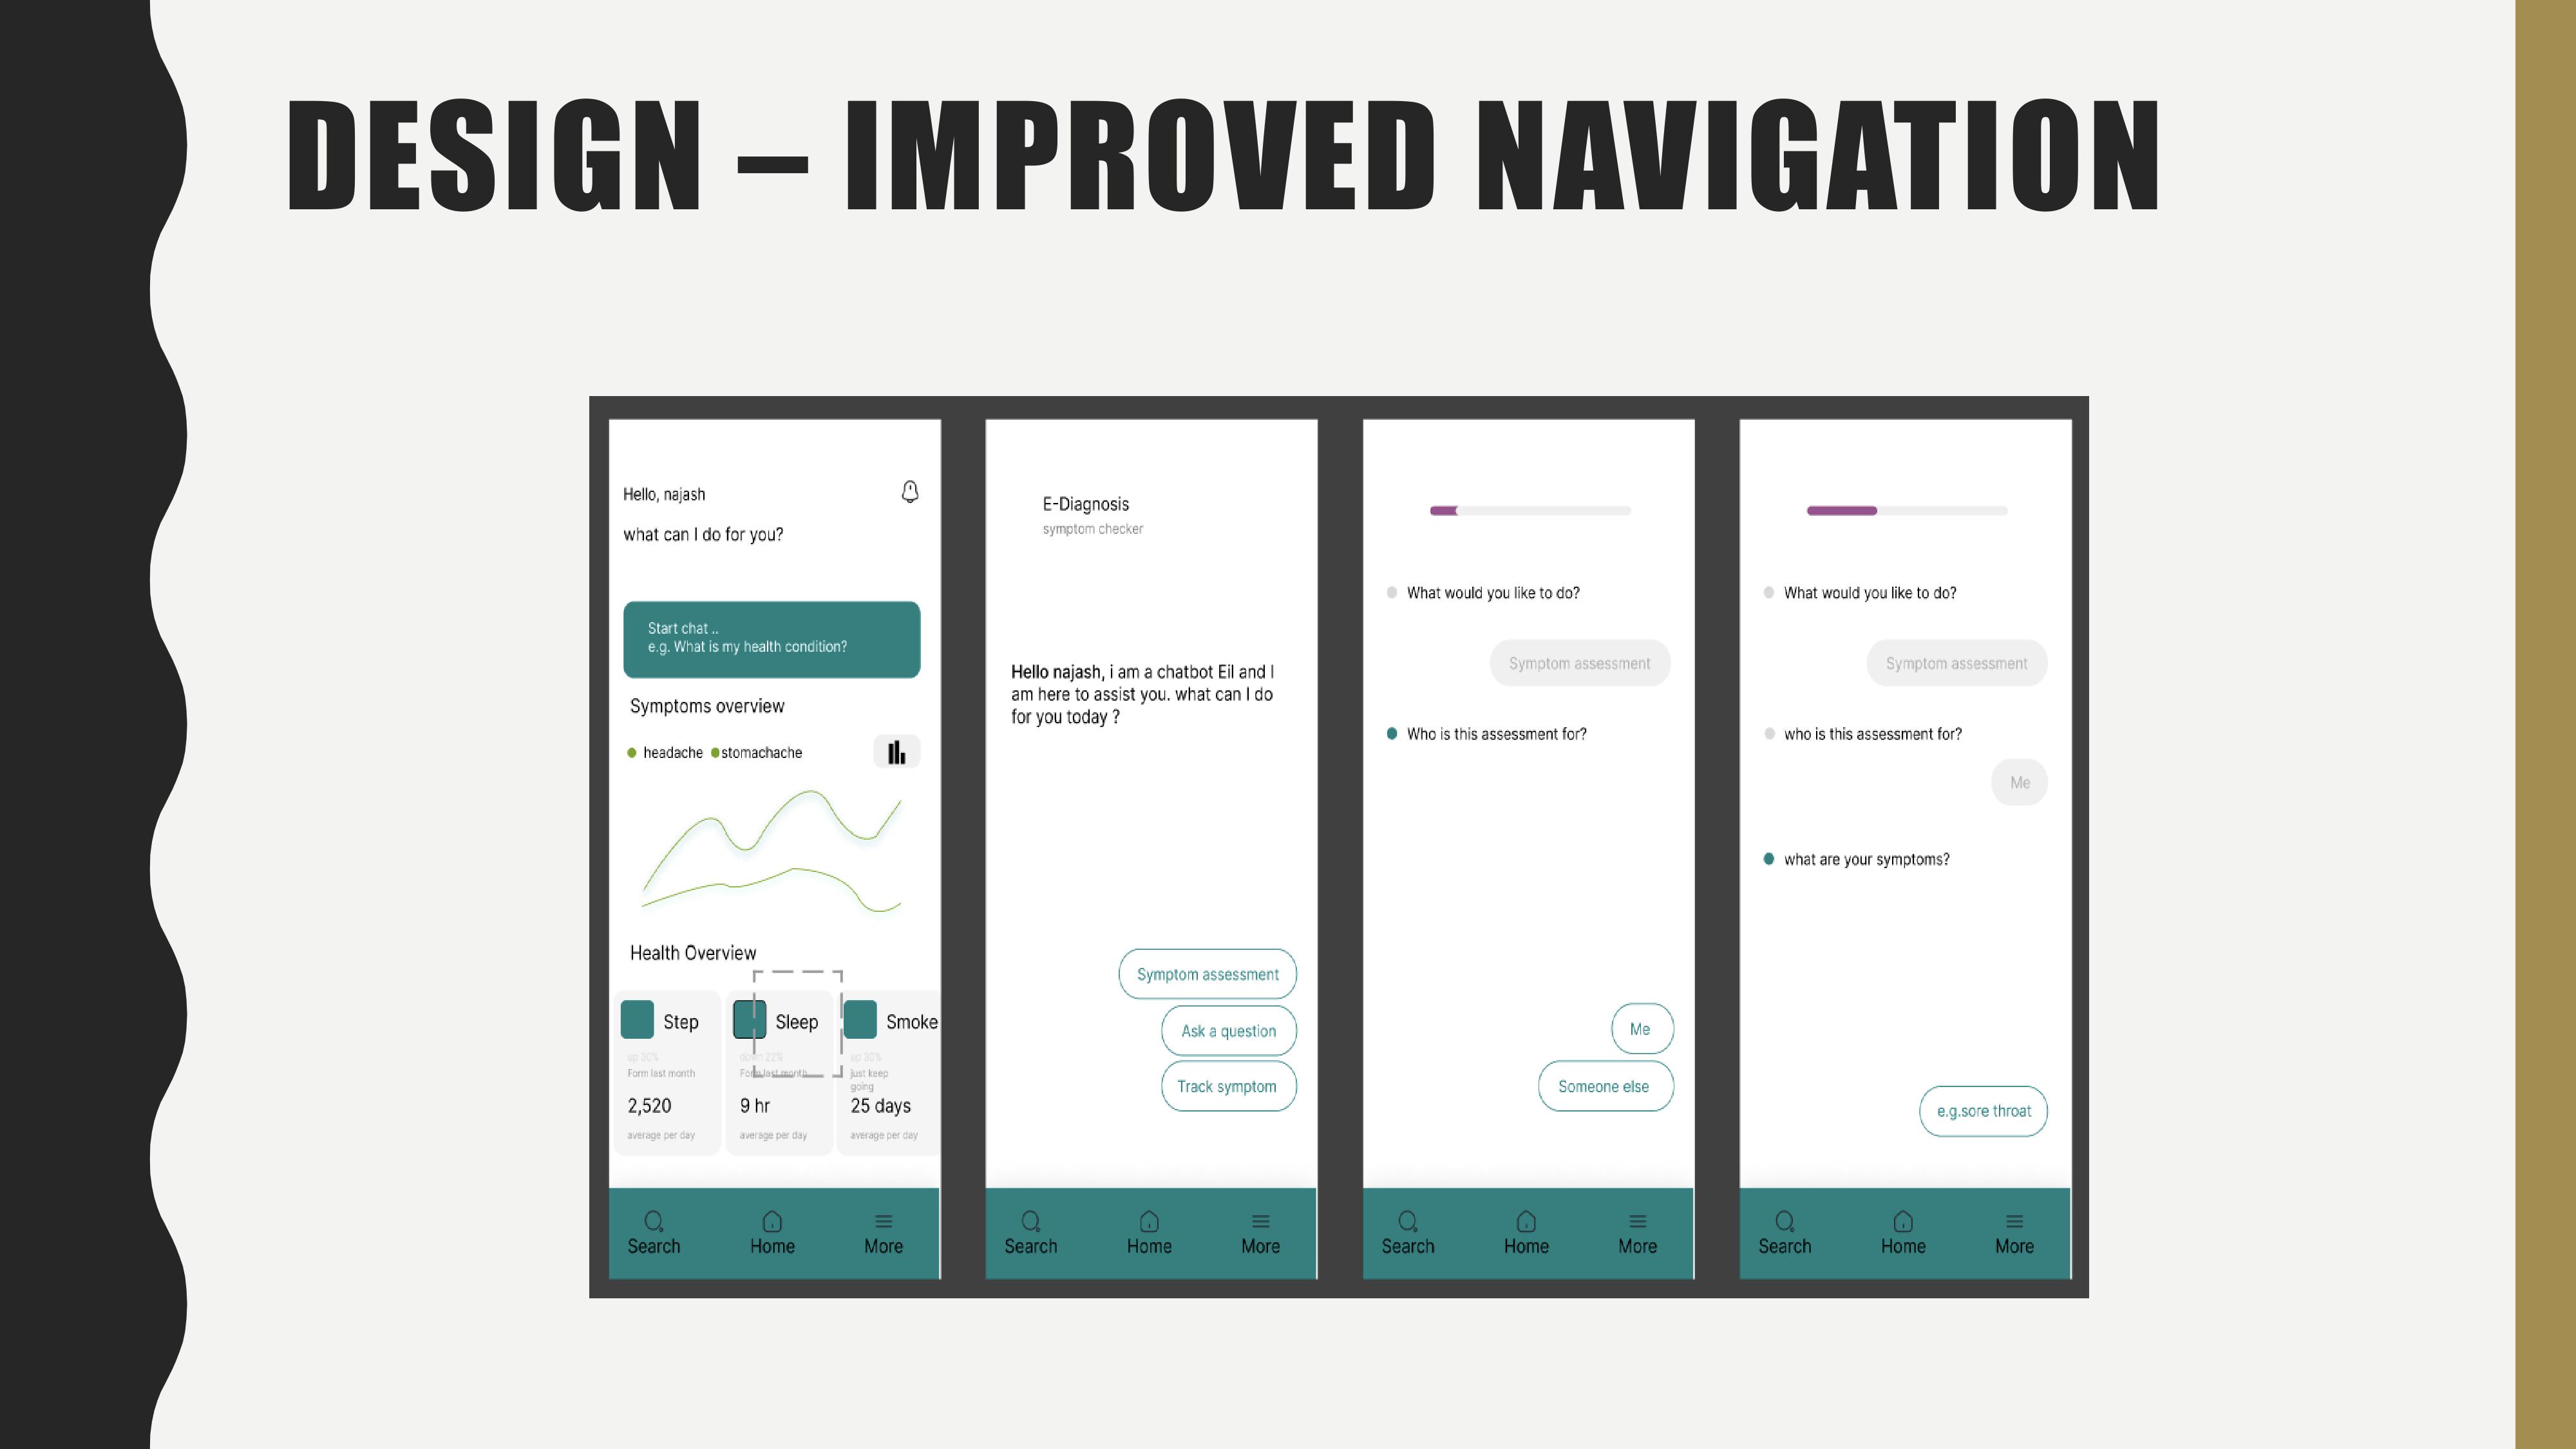 DESIGN – IMPROVED NAVIGATION
Hello, najash
what can I do for you?
Start chat ..
e.g. What is my health condition?
Symptoms overview
headache stomachache
Health Overview
Step
up 30%
Form last month
2,520
average per day
Sleep
down 22%
Form last month
9 hr
average per day
Smoke
up 30%
just keep
going
25 days
average per day
Search Home More
E-Diagnosis
symptom checker
Hello najash, i am a chatbot Eil and I
am here to assist you. what can I do
for you today ?
Symptom assessment
Ask a question
Track symptom
Search Home More
What would you like to do?
Symptom assessment
Who is this assessment for?
Me
Someone else
Search Home More
What would you like to do?
Symptom assessment
who is this assessment for?
Me
what are your symptoms?
e.g.sore throat
Search Home More